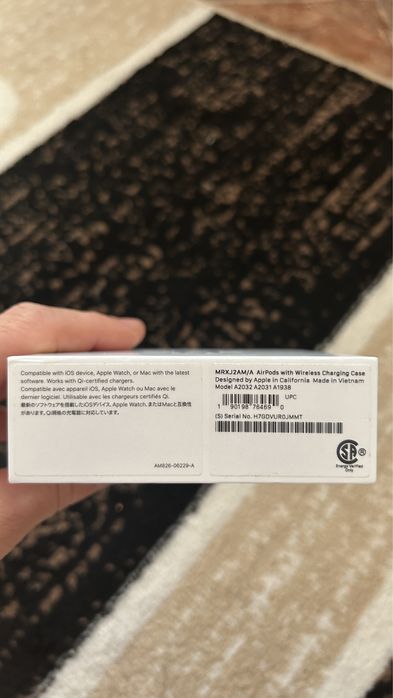 Compatible with iOS device, Apple Watch, or Mac with the latest
software. Works with Qi-certified chargers.
Compatible avec appareil iOS, Apple Watch ou Mac avec le
dernier logiciel. Utilisable avec les chargeurs certifiés Qi.
最新のソフトウェアを搭載したiOSデバイス、Apple Watch、またはMacと互換性
があります。Qi規格の充電器に対応しています。
AM826-06229-A
MRXJ2AM/A AirPods with Wireless Charging Case
Designed by Apple in California Made in Vietnam
Model A2032 A2031 A1938
UPC
1 90198 76469 0
(S) Serial No. H7GDVUR0JMMT
SA ®
Energy Verified
Only